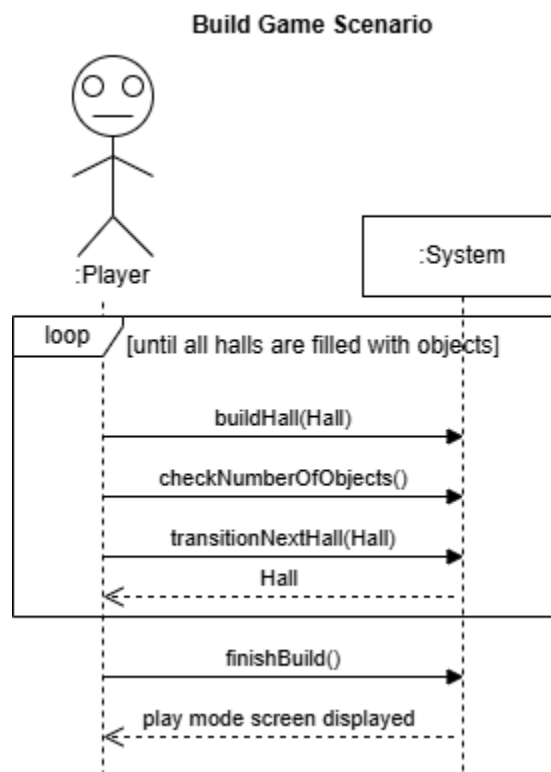 Build Game Scenario
:Player
:System
loop
[until all halls are filled with objects]
buildHall(Hall)
checkNumberOfObjects()
transitionNextHall(Hall)
Hall
finishBuild()
play mode screen displayed